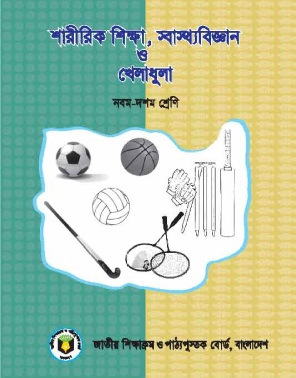 শারীরিক শিক্ষা, স্বাস্থ্যবিজ্ঞান
ও
খেলাধুলা
নবম-দশম শ্রেণি
জাতীয় শিক্ষাক্রম ও পাঠ্যপুস্তক বোর্ড, বাংলাদেশ